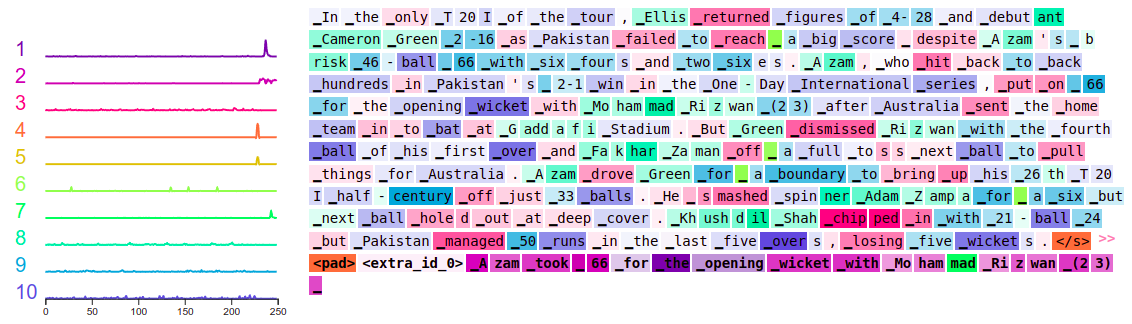 1
2
3
4
5
6
7
8
9
10
0 50 100 150 200 250
_In _the _only _T 20 I _of _the _tour , _Ellis _returned _figures _of _4- 28 _and _debut ant
_Cameron _Green _2 -16 _as _Pakistan _failed _to _reach _ a _big _score _ despite _A zam ' s _ b
risk _46 - ball _ 66 _with _six _four s _and _two _six e s . _A zam , _who _hit _back _to _back
_hundreds _in _Pakistan ' s _ 2-1 _win _in _the _One - Day _International _series , _put _on _ 66
_for _the _opening _wicket _with _Mo ham mad _Ri z wan _(2 3) _after _Australia _sent _the _home
_team _in _to _bat _at _G add a f i _Stadium . _But _Green _dismissed _Ri z wan _with _the _fourth
_ball _of _his _first _over _and _Fa k har _Za man _off _ a _full _to s s _next _ball _to _pull
_things _for _Australia . _A zam _drove _Green _for _ a _boundary _to _bring _up _his _26 th _T 20
I _half - century _off _just _33 _balls . _He _ s mashed _spin ner _Adam _Z amp a _for _ a _six _but
_next _ball _hole d _out _at _deep _cover . _Kh ush d il _Shah _chip ped _in _with _21 - ball _24
_but _Pakistan _managed _50 _runs _in _the _last _five _over s , _losing _five _wicket s . </s> >>
<pad> <extra_id_0> _A zam _took _ 66 _for _the _opening _wicket _with _Mo ham mad _Ri z wan _(2 3)
_